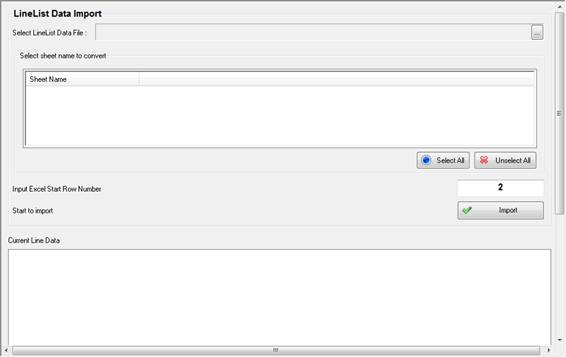 LineList Data Import
Select LineList Data File :
...
Select sheet name to convert
Sheet Name
Select All
Unselect All
Input Excel Start Row Number
2
Start to import
Import
Current Line Data